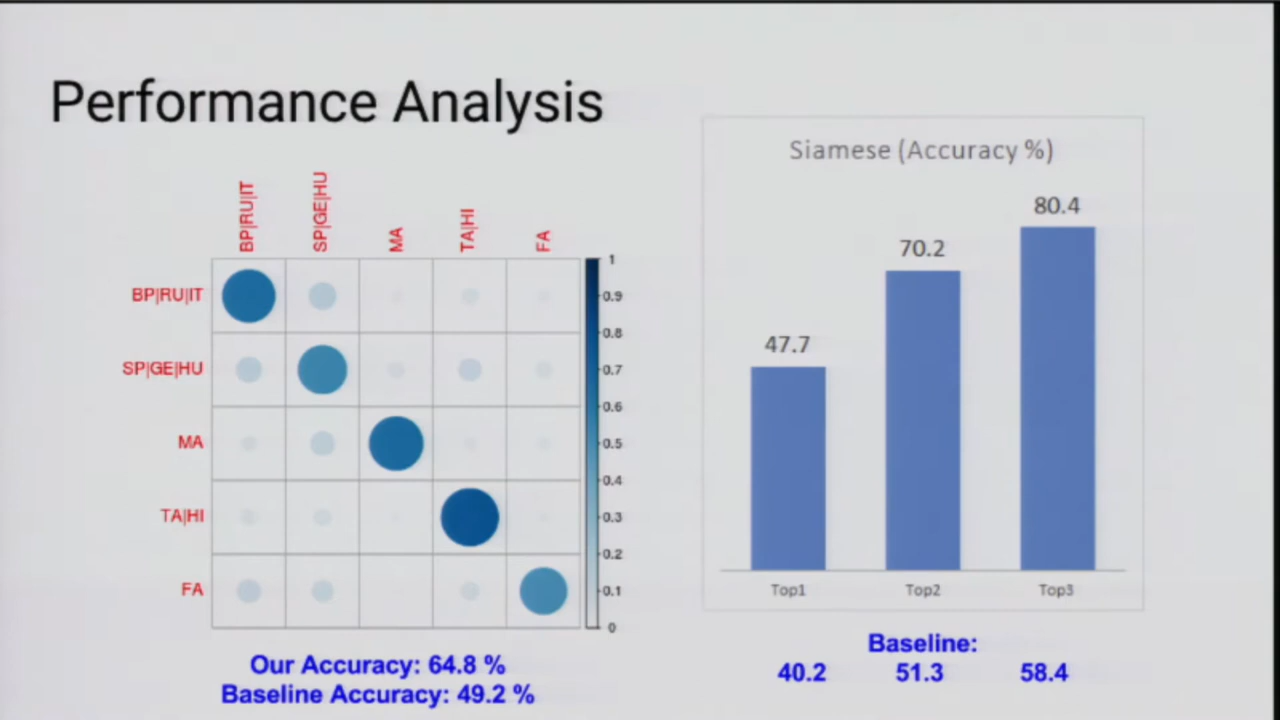 Performance Analysis
BP|RU|IT
SP|GE|HU
MA
TA|HI
FA
BP|RU|IT
SP|GE|HU
MA
TA|HI
FA
1
0.9
0.8
0.7
0.6
0.5
0.4
0.3
0.2
0.1
0
Our Accuracy: 64.8 %
Baseline Accuracy: 49.2 %
Siamese (Accuracy %)
47.7
70.2
80.4
Top1 Top2 Top3
Baseline:
40.2 51.3 58.4